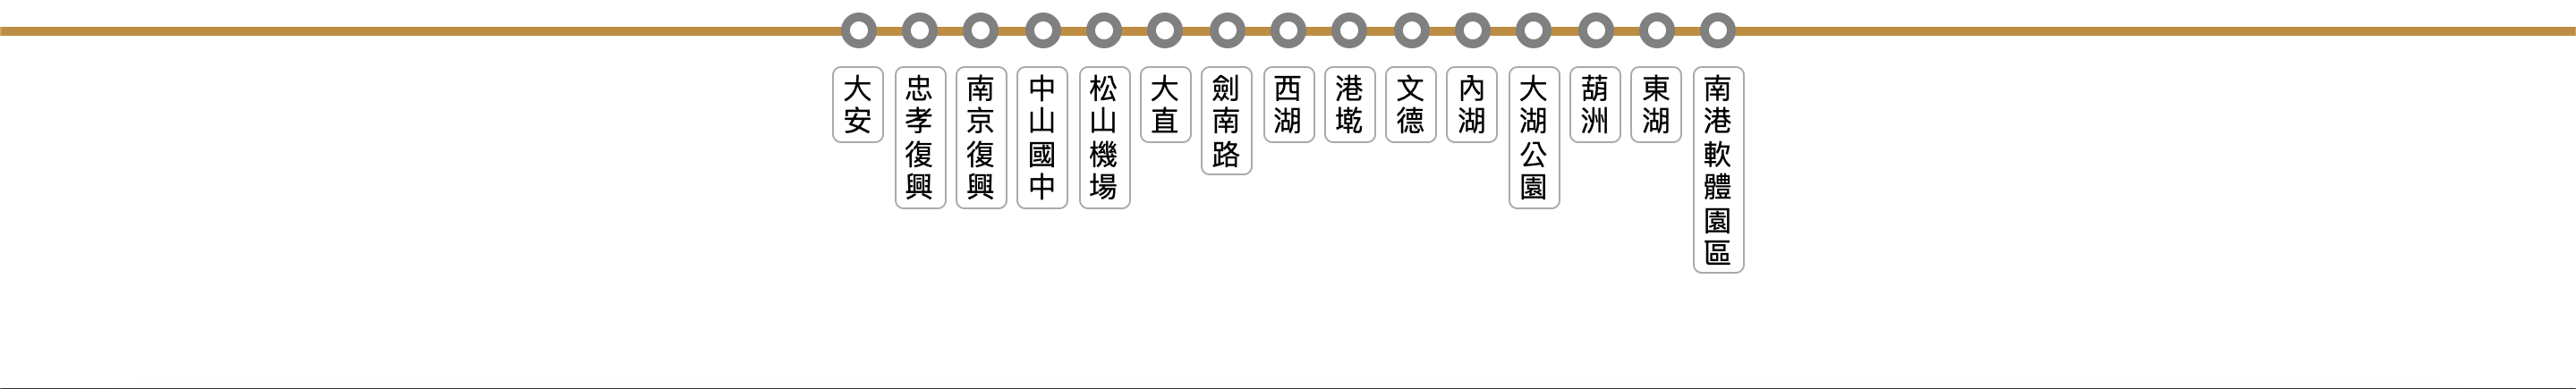 大安
忠孝復興
南京復興
中山國中
松山機場
大直
劍南路
西湖
港墘
文德
內湖
大湖公園
葫洲
東湖
南港軟體園區